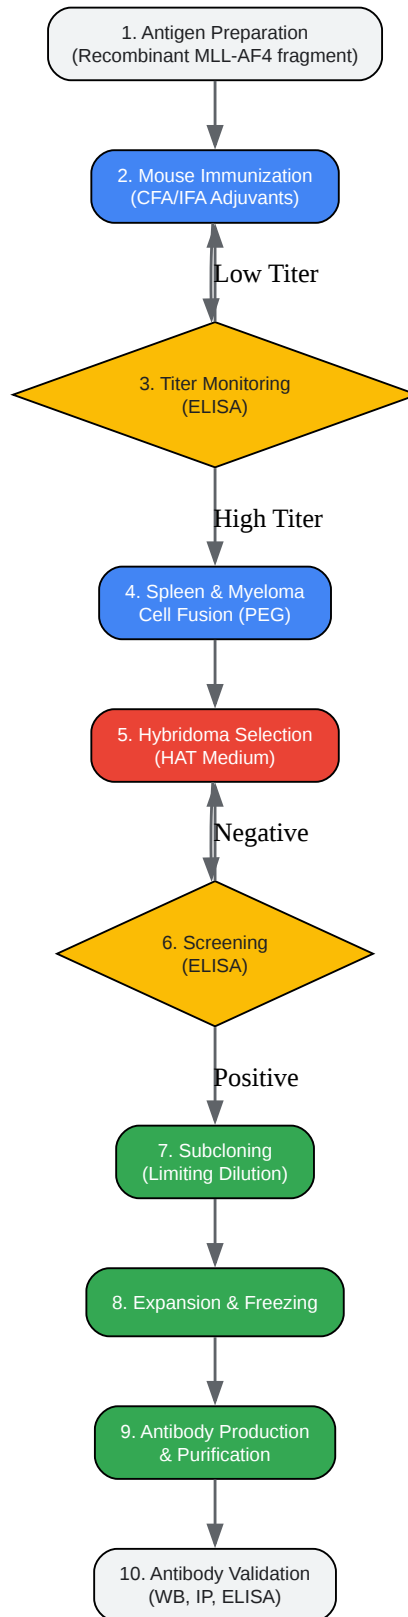 1. Antigen Preparation
(Recombinant MLL-AF4 fragment)
2. Mouse Immunization
(CFA/IFA Adjuvants)
Low Titer
3. Titer Monitoring
(ELISA)
High Titer
4. Spleen & Myeloma
Cell Fusion (PEG)
5. Hybridoma Selection
(HAT Medium)
Negative
6. Screening
(ELISA)
Positive
7. Subcloning
(Limiting Dilution)
8. Expansion & Freezing
9. Antibody Production
& Purification
10. Antibody Validation
(WB, IP, ELISA)